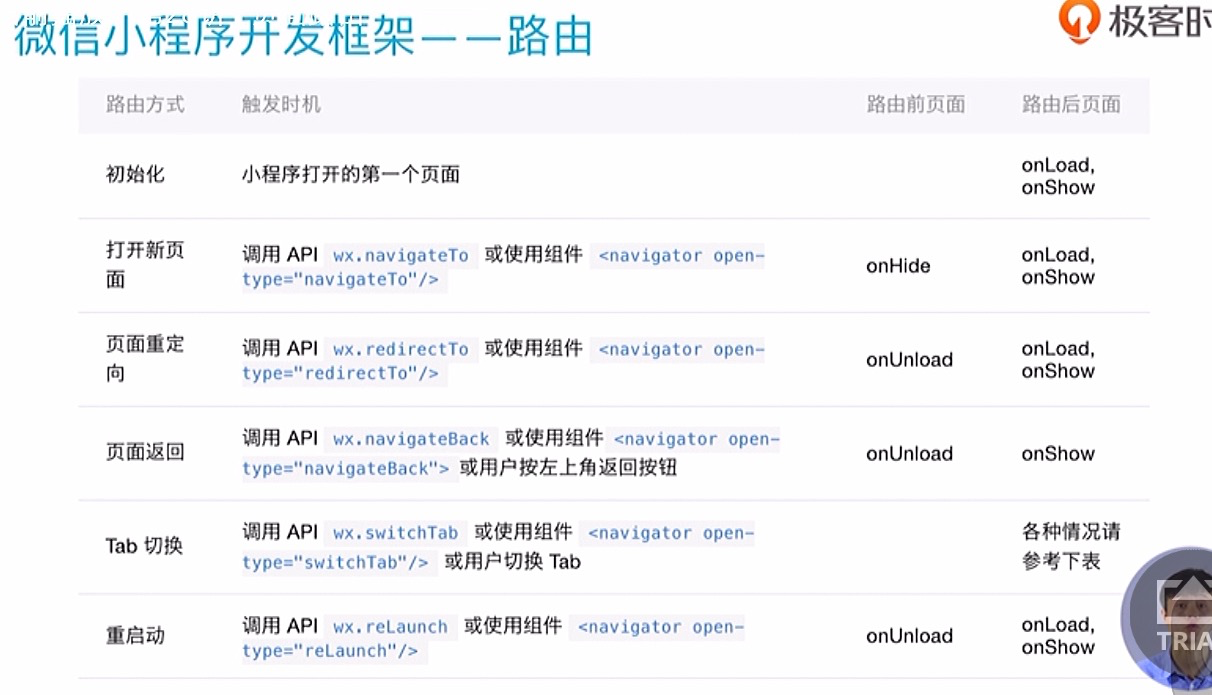 微信小程序开发框架——路由
极客时
路由方式 触发时机 路由前页面 路由后页面
初始化 小程序打开的第一个页面 onLoad,
onShow
打开新页
面
调用 API wx.navigateTo 或使用组件 <navigator open-
type="navigateTo"/>
onHide
onLoad,
onShow
页面重定
向
调用 API wx.redirectTo 或使用组件 <navigator open-
type="redirectTo"/>
onUnload
onLoad,
onShow
页面返回
调用 API wx.navigateBack 或使用组件 <navigator open-
type="navigateBack"> 或用户按左上角返回按钮
onUnload
onShow
Tab 切换
调用 API wx.switchTab 或使用组件 <navigator open-
type="switchTab"/> 或用户切换 Tab
各种情况请
参考下表
重启动
调用 API wx.reLaunch 或使用组件 <navigator open-
type="reLaunch"/>
onUnload
onLoad,
onShow
TRIA